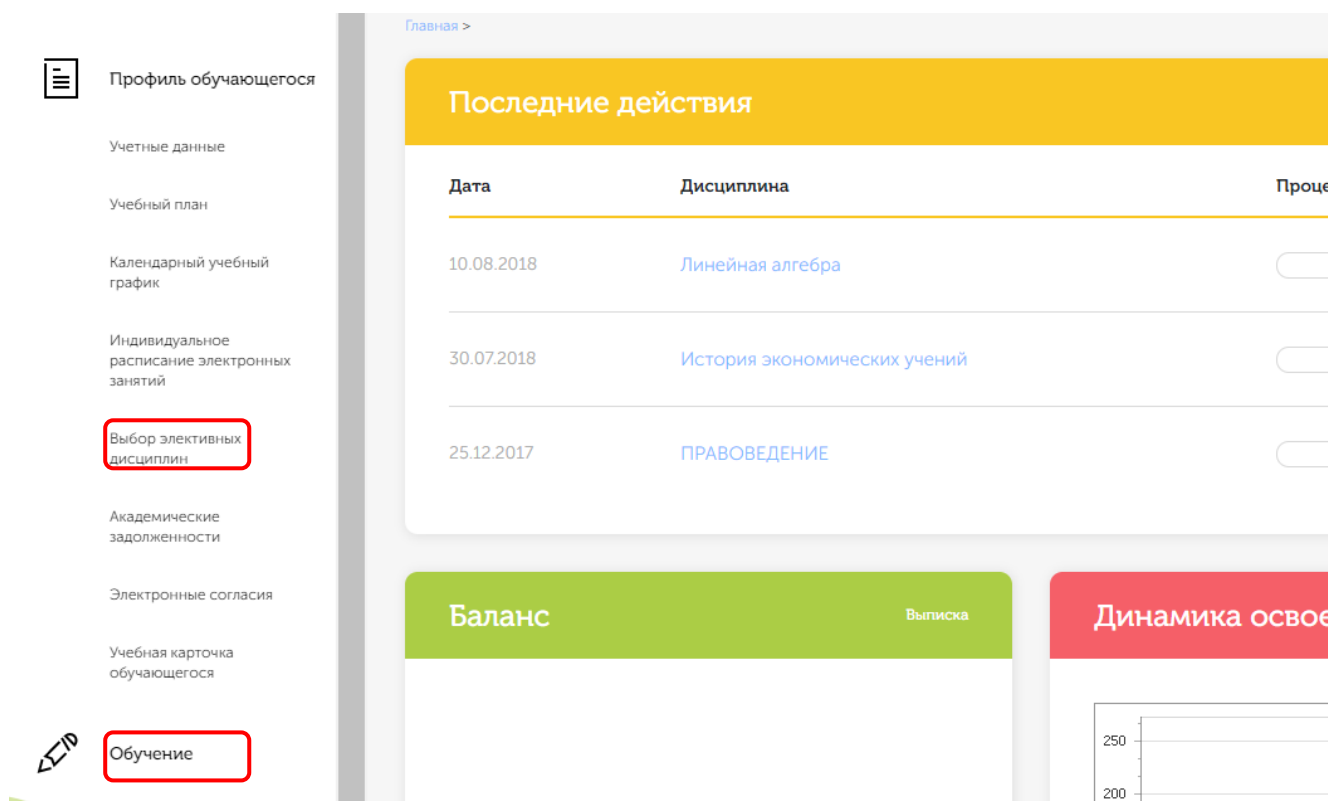 Главная >
Профиль обучающегося
Учетные данные
Учебный план
Календарный учебный
график
Индивидуальное
расписание электронных
занятий
Выбор элективных
дисциплин
Академические
задолженности
Электронные согласия
Учебная карточка
обучающегося
Обучение
Последние действия
Дата Дисциплина
10.08.2018 Линейная алгебра
30.07.2018 История экономических учений
25.12.2017 ПРАВОВЕДЕНИЕ
Баланс Выписка
Динамика
250
200